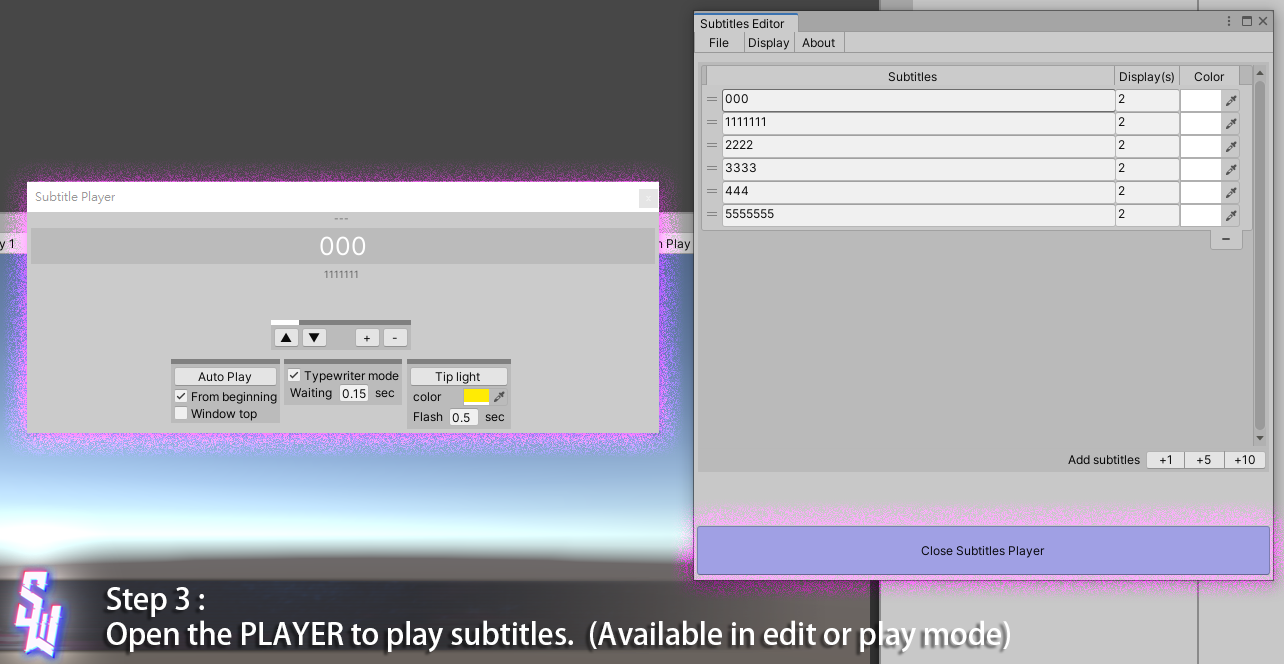 Subtitles Editor
File Display About
Subtitles Display(s) Color
000 2
1111111 2
2222 2
3333 2
444 2
5555555 2
−
Add subtitles +1 +5 +10
Close Subtitles Player
Subtitle Player
x
---
000
1111111
▲ ▼ + -
Auto Play
From beginning
Window top
Typewriter mode
Waiting 0.15 sec
Tip light
color
Flash 0.5 sec
y 1
n Play
SW
Step 3 :
Open the PLAYER to play subtitles. (Available in edit or play mode)